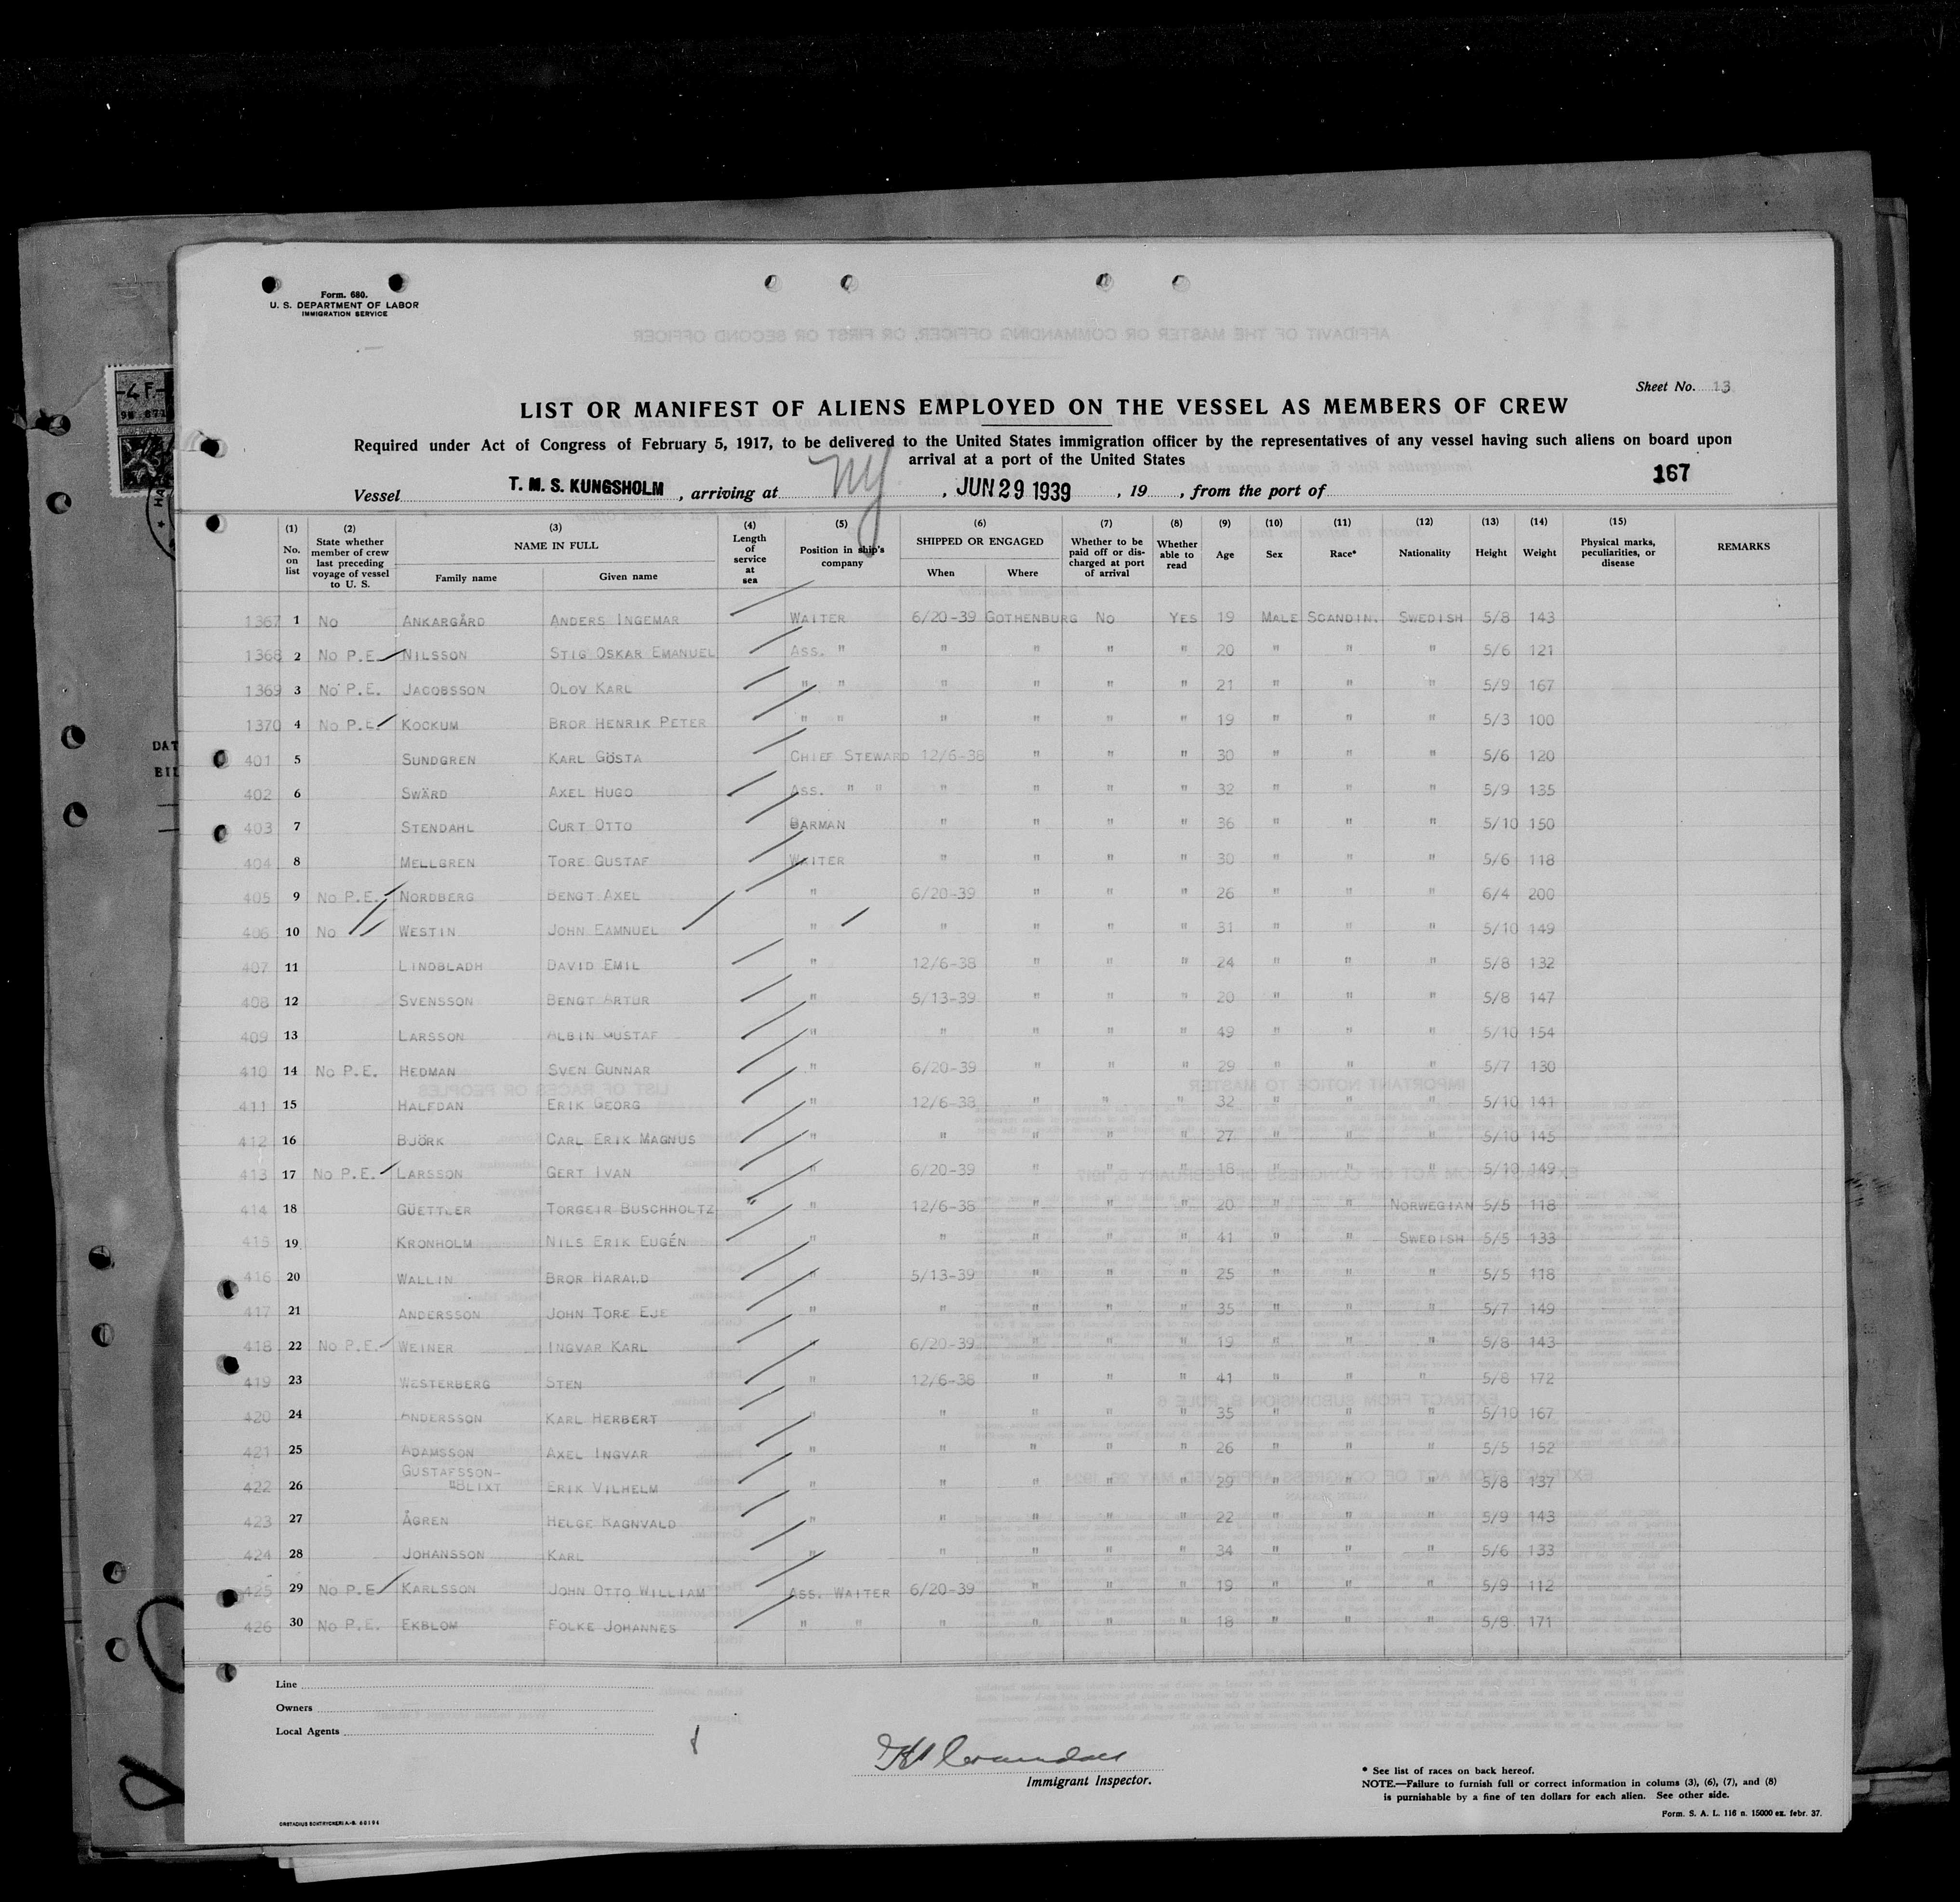 Form. 680.
U. S. DEPARTMENT OF LABOR
IMMIGRATION SERVICE
Sheet No. 13
LIST OR MANIFEST OF ALIENS EMPLOYED ON THE VESSEL AS MEMBERS OF CREW
Required under Act of Congress of February 5, 1917, to be delivered to the United States immigration officer by the representatives of any vessel having such aliens on board upon
arrival at a port of the United States
167
Vessel T. M. S. KUNGSHOLM, arriving at NY, JUN 29 1939, 19, from the port of
(1) No. on list (2) State whether member of crew last preceding voyage of vessel to U. S. (3) NAME IN FULL Family name Given name (4) Length of service at sea (5) Position in ship's company (6) SHIPPED OR ENGAGED When Where (7) Whether to be paid off or discharged at port of arrival (8) Whether able to read (9) Age (10) Sex (11) Race* (12) Nationality (13) Height (14) Weight (15) Physical marks, peculiarities, or disease REMARKS
1367 1 NO ANKARGÅRD ANDERS INGEMAR WAITER 6/20-39 GOTHENBURG NO YES 19 MALE SCANDIN. SWEDISH 5/8 143
1368 2 NO P.E. NILSSON STIG OSKAR EMANUEL ASS. " " " " " 20 " " " 5/6 121
1369 3 NO P.E. JACOBSSON OLOV KARL " " " " " " 21 " " " 5/9 167
1370 4 NO P.E KOCKUM BROR HENRIK PETER " " " " " " 19 " " " 5/3 100
401 5 SUNDGREN KARL GÖSTA CHIEF STEWARD 12/6-38 " " " 30 " " " 5/6 120
402 6 SWÄRD AXEL HUGO ASS. " " " " " " 32 " " " 5/9 135
403 7 STENDAHL CURT OTTO BARMAN " " " " 36 " " " 5/10 150
404 8 MELLGREN TORE GUSTAF WAITER " " " " 30 " " " 5/6 118
405 9 NO P.E. NORDBERG BENGT AXEL " 6/20-39 " " " 26 " " " 6/4 200
406 10 NO WESTIN JOHN EAMNUEL " " " " " 31 " " " 5/10 149
407 11 LINDBLADH DAVID EMIL " 12/6-38 " " " 24 " " " 5/8 132
408 12 SVENSSON BENGT ARTUR " 5/13-39 " " " 20 " " " 5/8 147
409 13 LARSSON ALBIN GUSTAF " " " " " 49 " " " 5/10 154
410 14 NO P.E. HEDMAN SVEN GUNNAR " 6/20-39 " " " 29 " " " 5/7 130
411 15 HALFDAN ERIK GEORG " 12/6-38 " " " 32 " " " 5/10 141
412 16 BJÖRK CARL ERIK MAGNUS " " " " " 27 " " " 5/10 145
413 17 NO P.E. LARSSON GERT IVAN " 6/20-39 " " " 18 " " " 5/10 149
414 18 GÜETTLER TORGEIR BUSCHHOLTZ " " 12/6-38 " " " 20 " " NORWEGIAN 5/5 118
415 19 KRONHOLM NILS ERIK EUGÉN " " " " " 41 " " SWEDISH 5/5 133
416 20 WALLIN BROR HARALD " 5/13-39 " " " 25 " " " 5/5 118
417 21 ANDERSSON JOHN TORE EJE " " " " " 35 " " " 5/7 149
418 22 NO P.E. WEINER INGVAR KARL " 6/20-39 " " " 19 " " " 5/8 143
419 23 WESTERBERG STEN " 12/6-38 " " " 41 " " " 5/8 172
420 24 ANDERSSON KARL HERBERT " " " " " 35 " " " 5/10 167
421 25 ADAMSSON AXEL INGVAR " " " " " 26 " " " 5/5 152
GUSTAFSSON-
422 26 BLIXT ERIK VILHELM " " " " " 29 " " " 5/8 137
423 27 ÅGREN HELGE RAGNVALD " " " " " 22 " " " 5/9 143
424 28 JOHANSSON KARL " " " " " 34 " " " 5/6 133
425 29 NO P.E KARLSSON JOHN OTTO WILLIAM ASS. WAITER 6/20-39 " " " 19 " " " 5/9 112
426 30 NO P.E. EKBLOM FOLKE JOHANNES " " " " " " 18 " " " 5/8 171
Line
Owners
Local Agents
Immigrant Inspector.
* See list of races on back hereof.
NOTE.—Failure to furnish full or correct information in colums (3), (6), (7), and (8)
is purnishable by a fine of ten dollars for each alien. See other side.
Form. S. A. L. 116 n. 15000 ex. febr. 37.